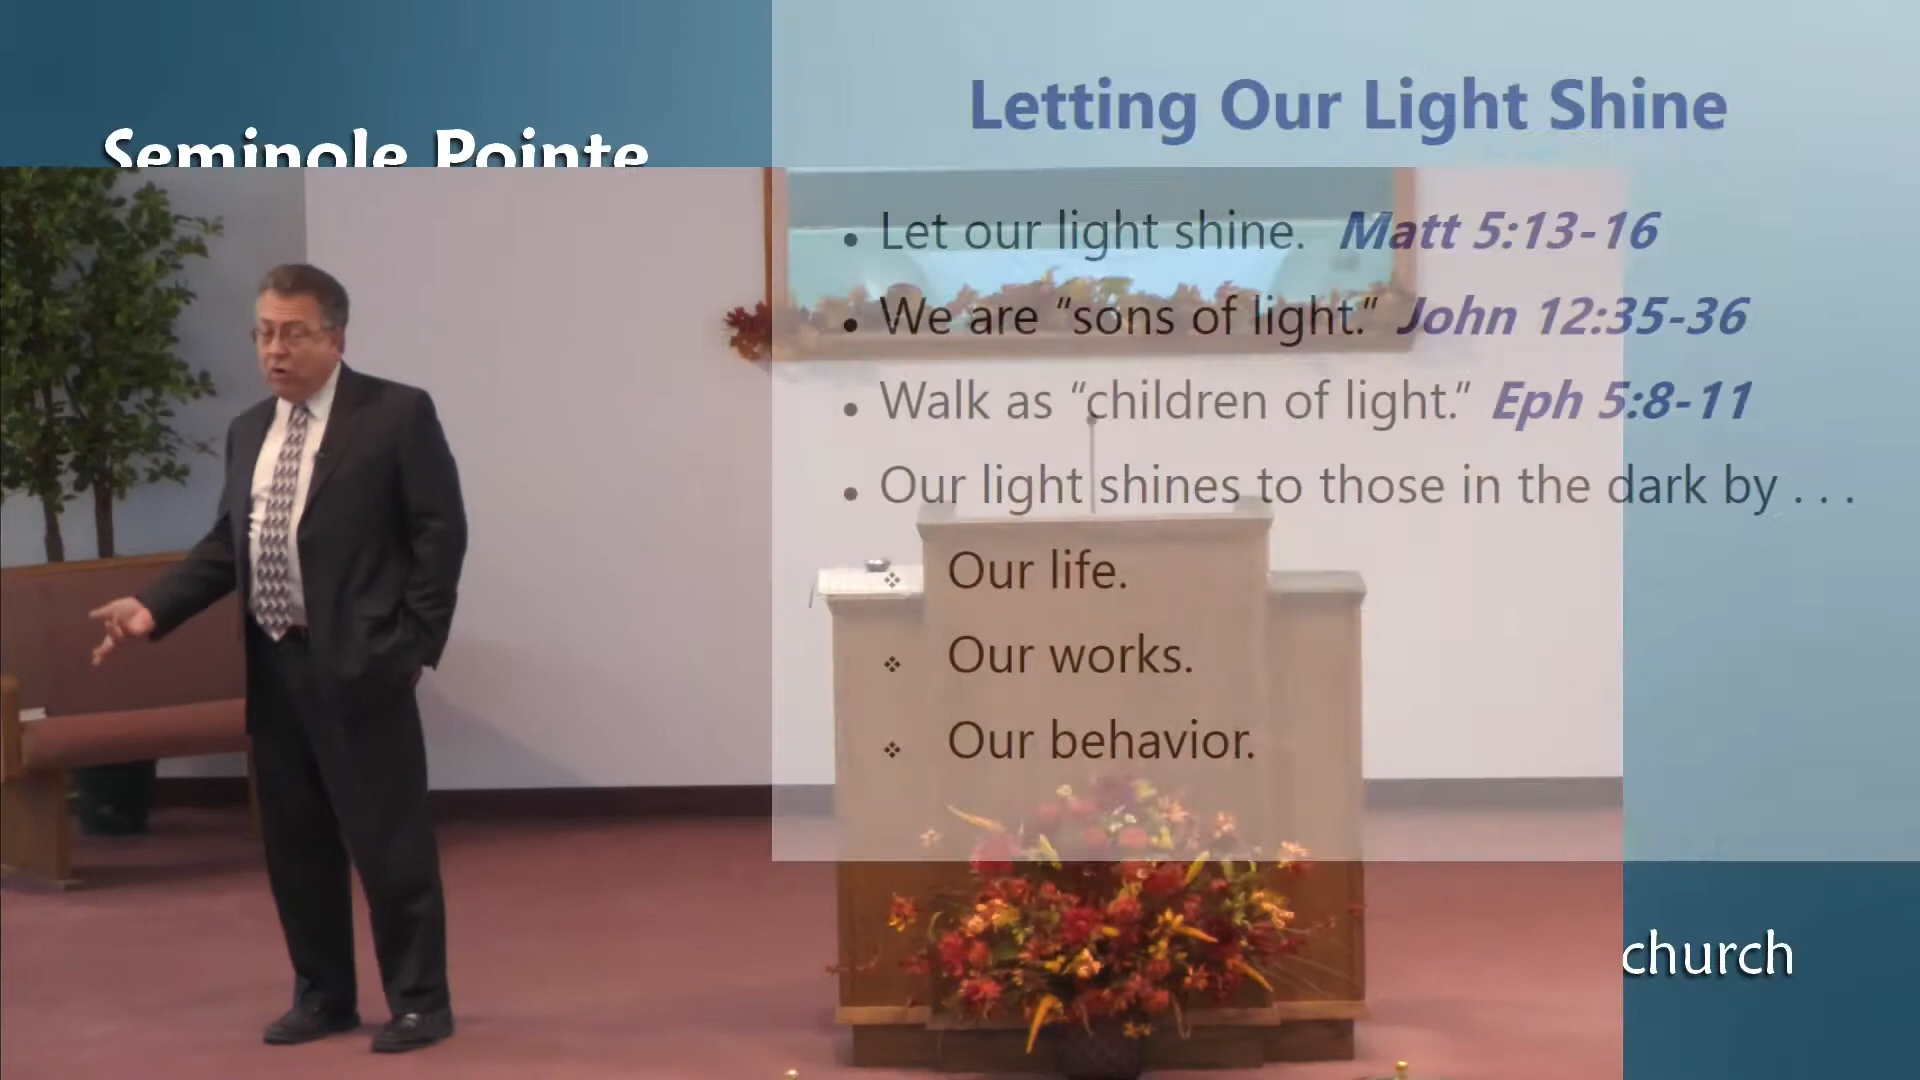 Seminole Pointe
Letting Our Light Shine
• Let our light shine. Matt 5:13-16
• We are “sons of light.” John 12:35-36
• Walk as “children of light.” Eph 5:8-11
• Our light shines to those in the dark by . . .
❖ Our life.
❖ Our works.
❖ Our behavior.
church